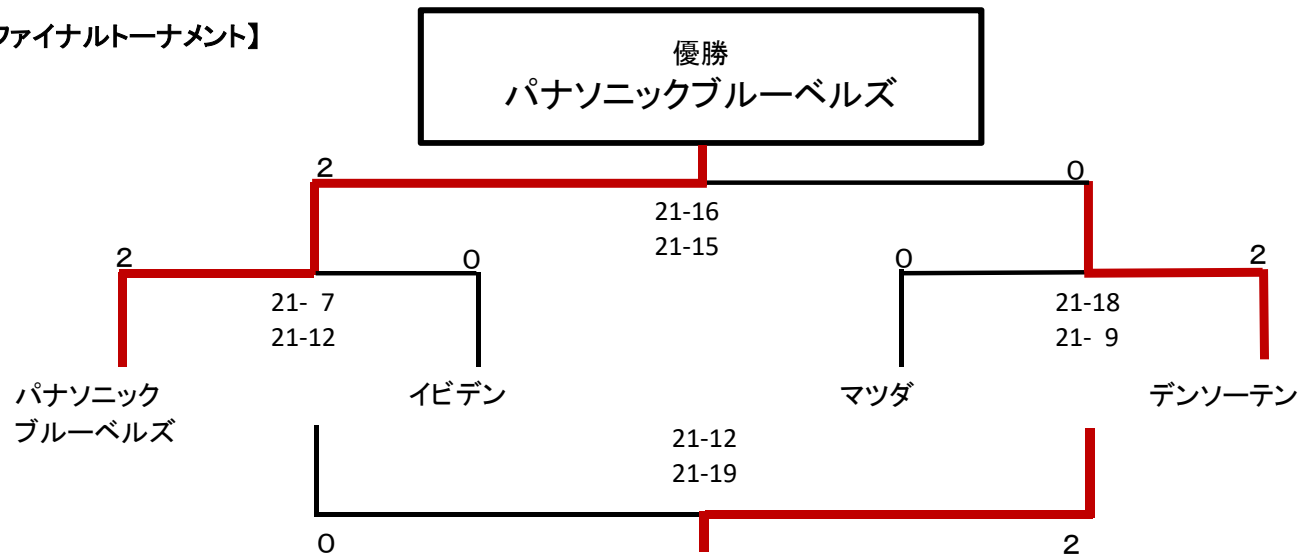 ファイナルトーナメント】
優勝
パナソニックブルーベルズ
2
0
21-16
21-15
2
0
0
2
21- 7
21-12
21-18
21- 9
パナソニック
ブルーベルズ
イビデン
マツダ
デンソーテン
21-12
21-19
0
2